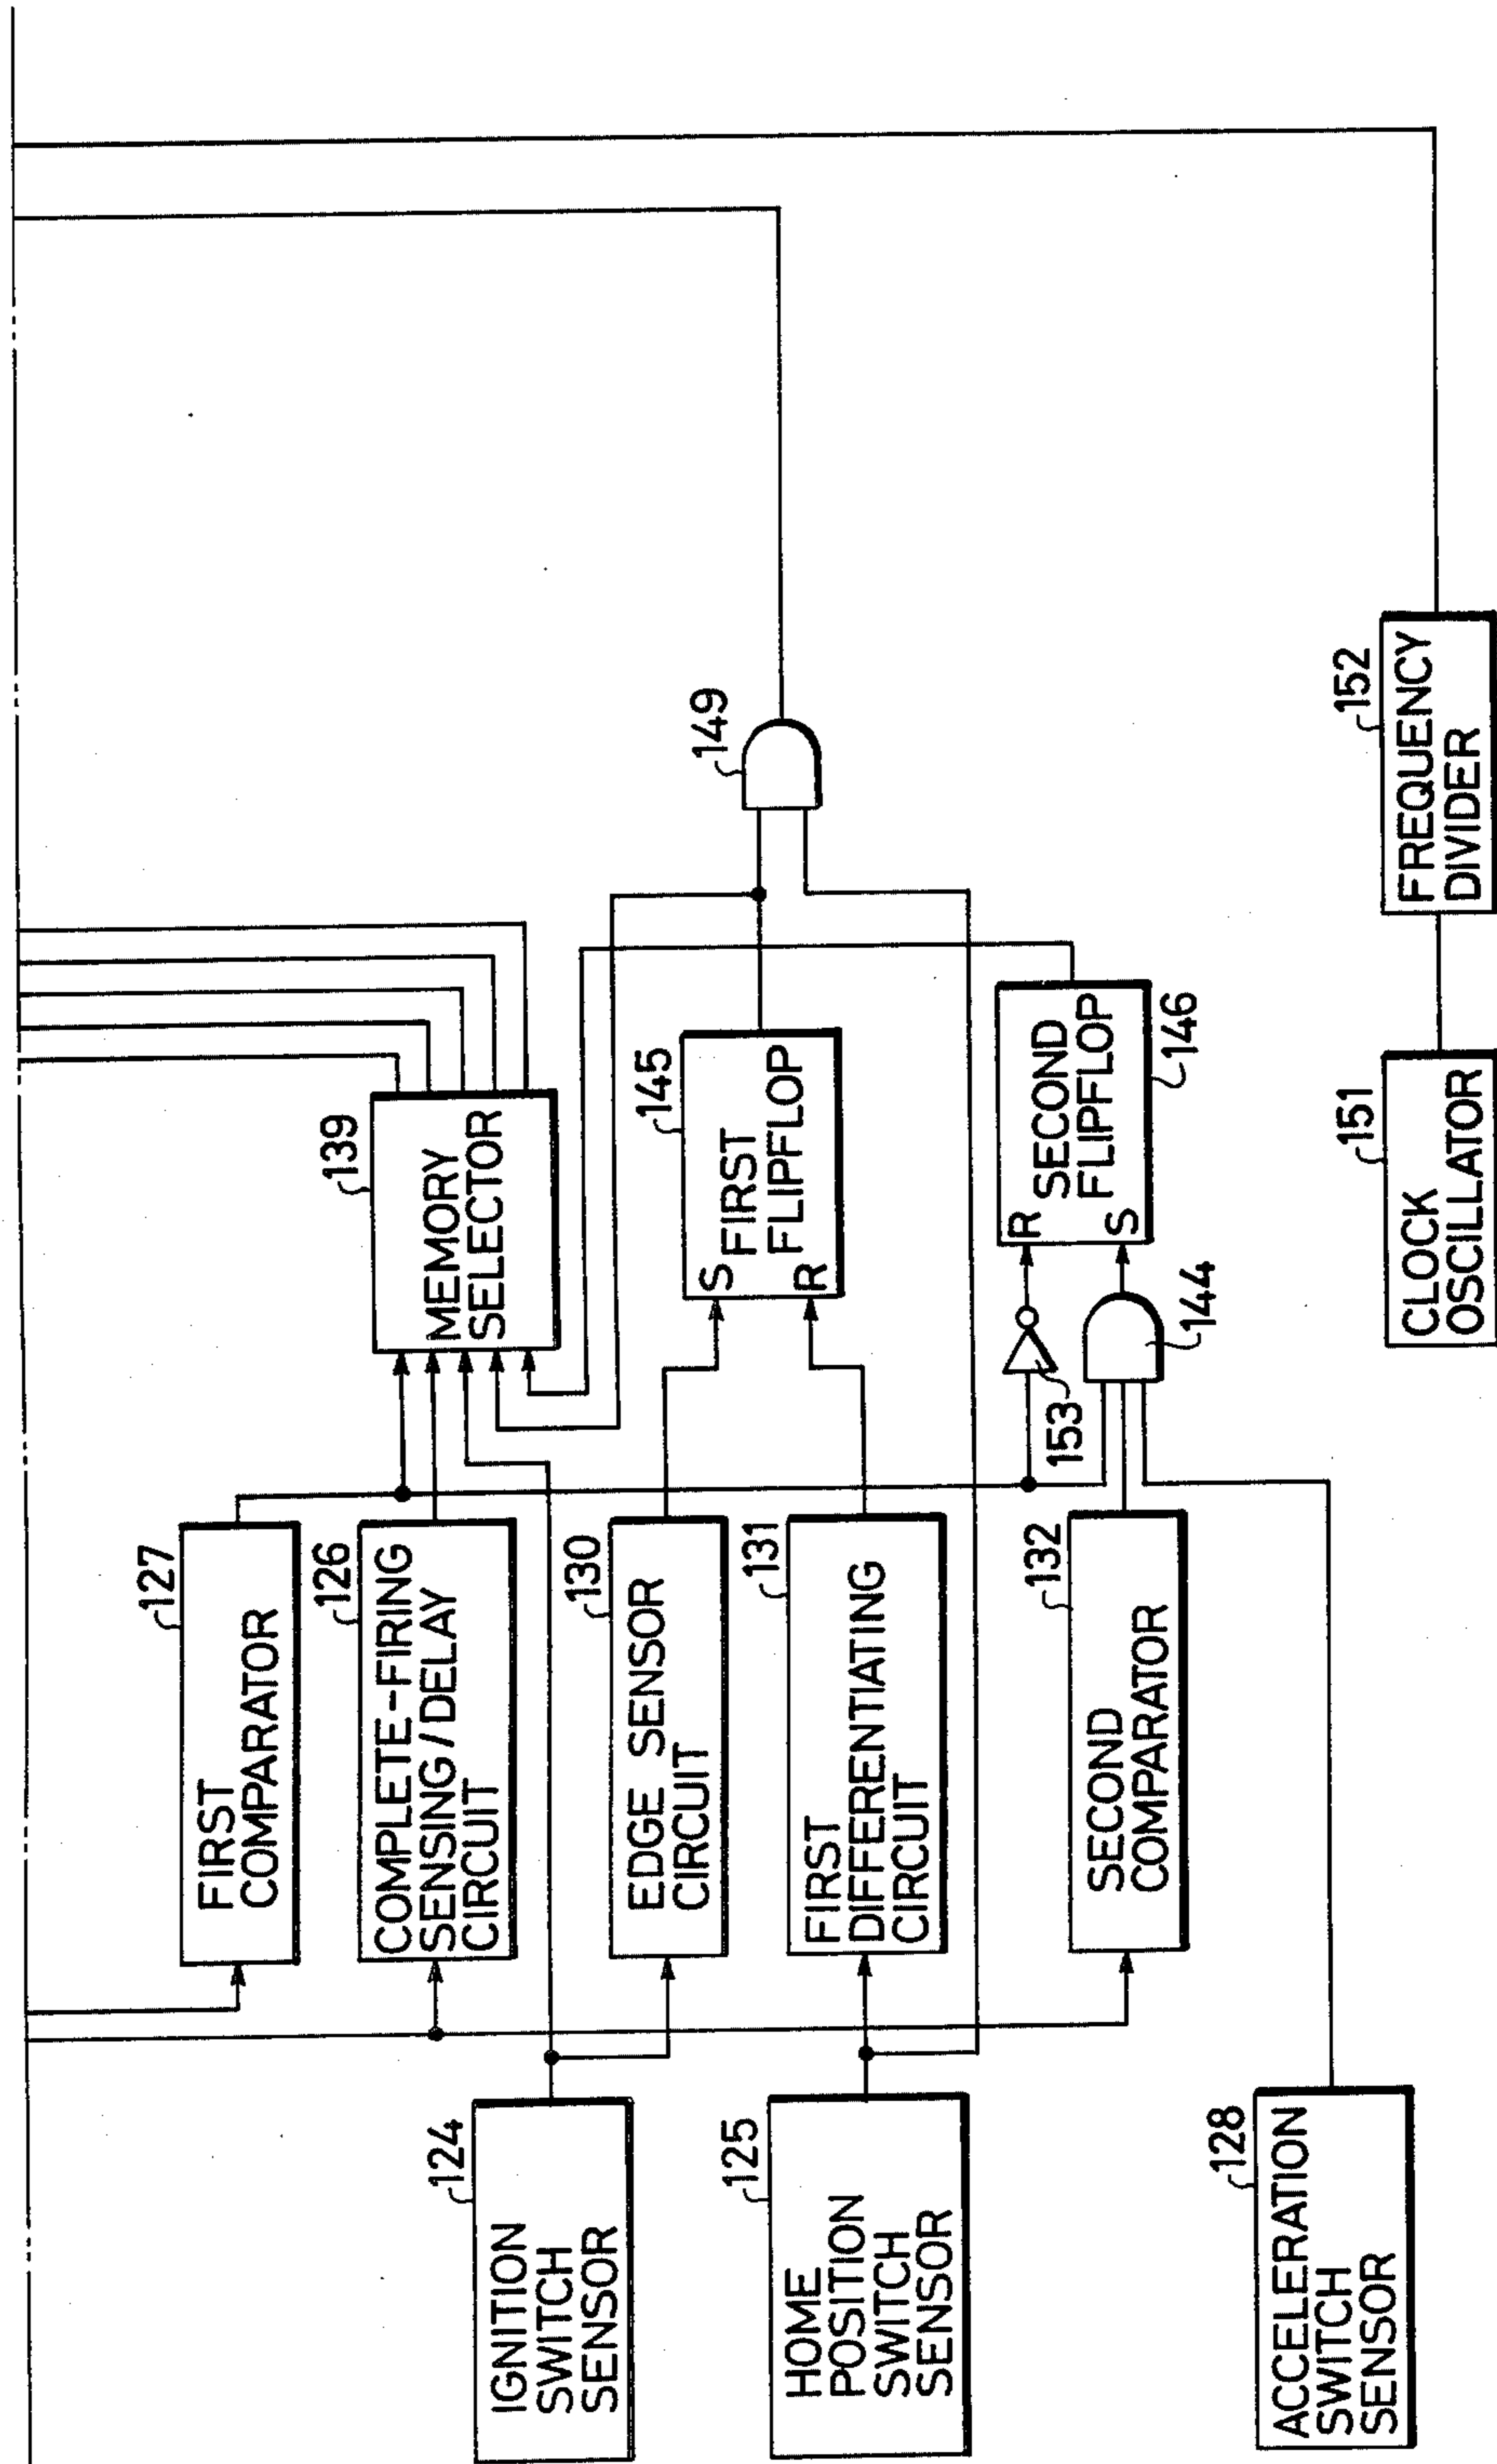 127
FIRST
COMPARATOR
126
COMPLETE-FIRING
SENSING/DELAY
CIRCUIT
124
IGNITION
SWITCH
SENSOR
130
EDGE SENSOR
CIRCUIT
125
HOME
POSITION
SWITCH
SENSOR
131
FIRST
DIFFERENTIATING
CIRCUIT
132
SECOND
COMPARATOR
128
ACCELERATION
SWITCH
SENSOR
139
MEMORY
SELECTOR
145
S
FIRST
FLIPFLOP
R
153
144
R
SECOND
FLIPFLOP
S
146
149
151
CLOCK
OSCILLATOR
152
FREQUENCY
DIVIDER